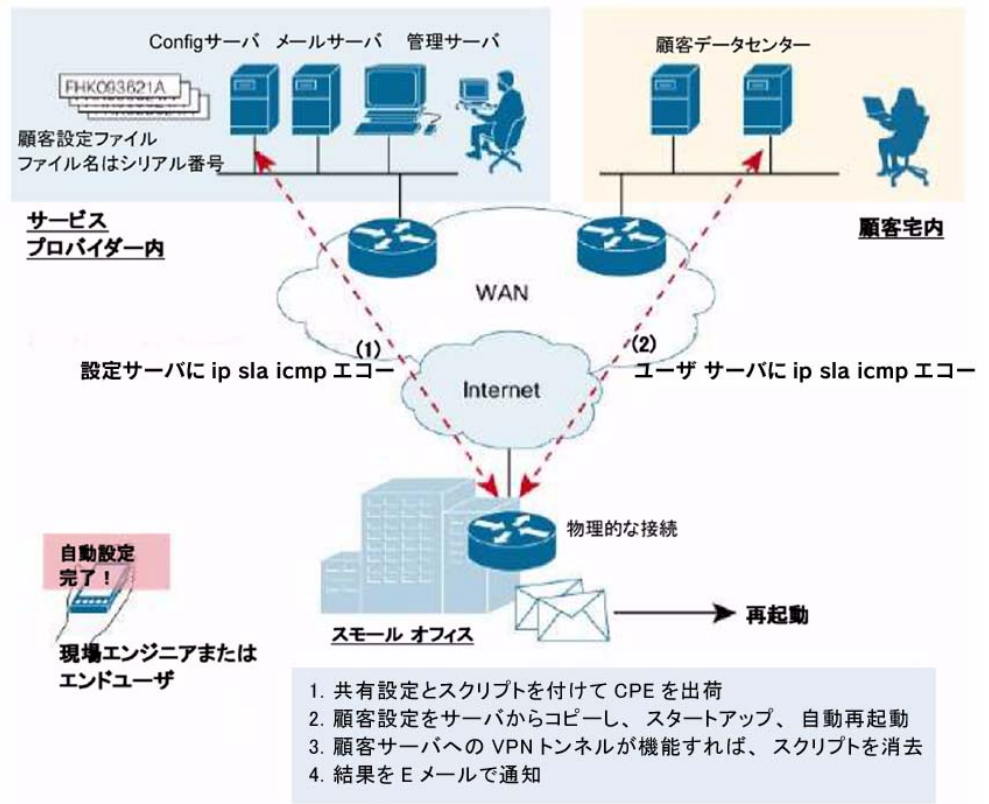 Configサーバ メールサーバ 管理サーバ
顧客データセンター
FHK093621A
顧客設定ファイル
ファイル名はシリアル番号
サービス
プロバイダー内
顧客宅内
WAN
(1)
設定サーバに ip sla icmp エコー
(2)
ユーザ サーバに ip sla icmp エコー
Internet
物理的な接続
自動設定
完了！
再起動
スモール オフィス
現場エンジニアまたは
エンドユーザ
1. 共有設定とスクリプトを付けて CPE を出荷
2. 顧客設定をサーバからコピーし、 スタートアップ、 自動再起動
3. 顧客サーバへの VPN トンネルが機能すれば、 スクリプトを消去
4. 結果を E メールで通知